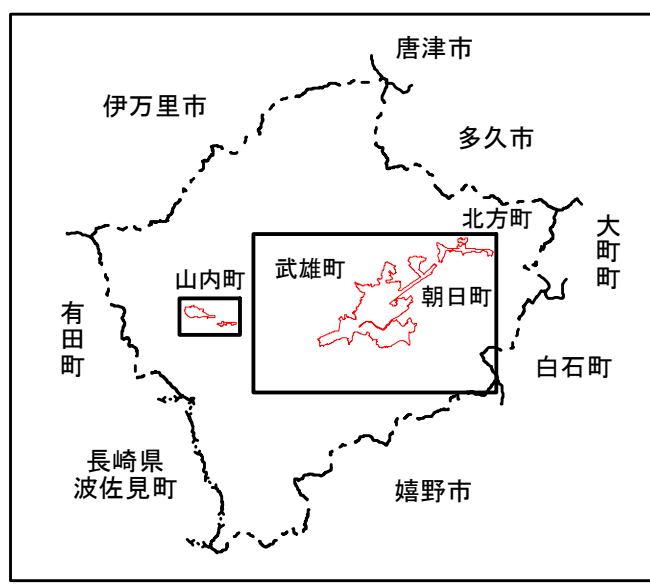 唐津市
伊万里市
多久市
北方町
大町町
武雄町
山内町
朝日町
有田町
白石町
長崎県
波佐見町
嬉野市